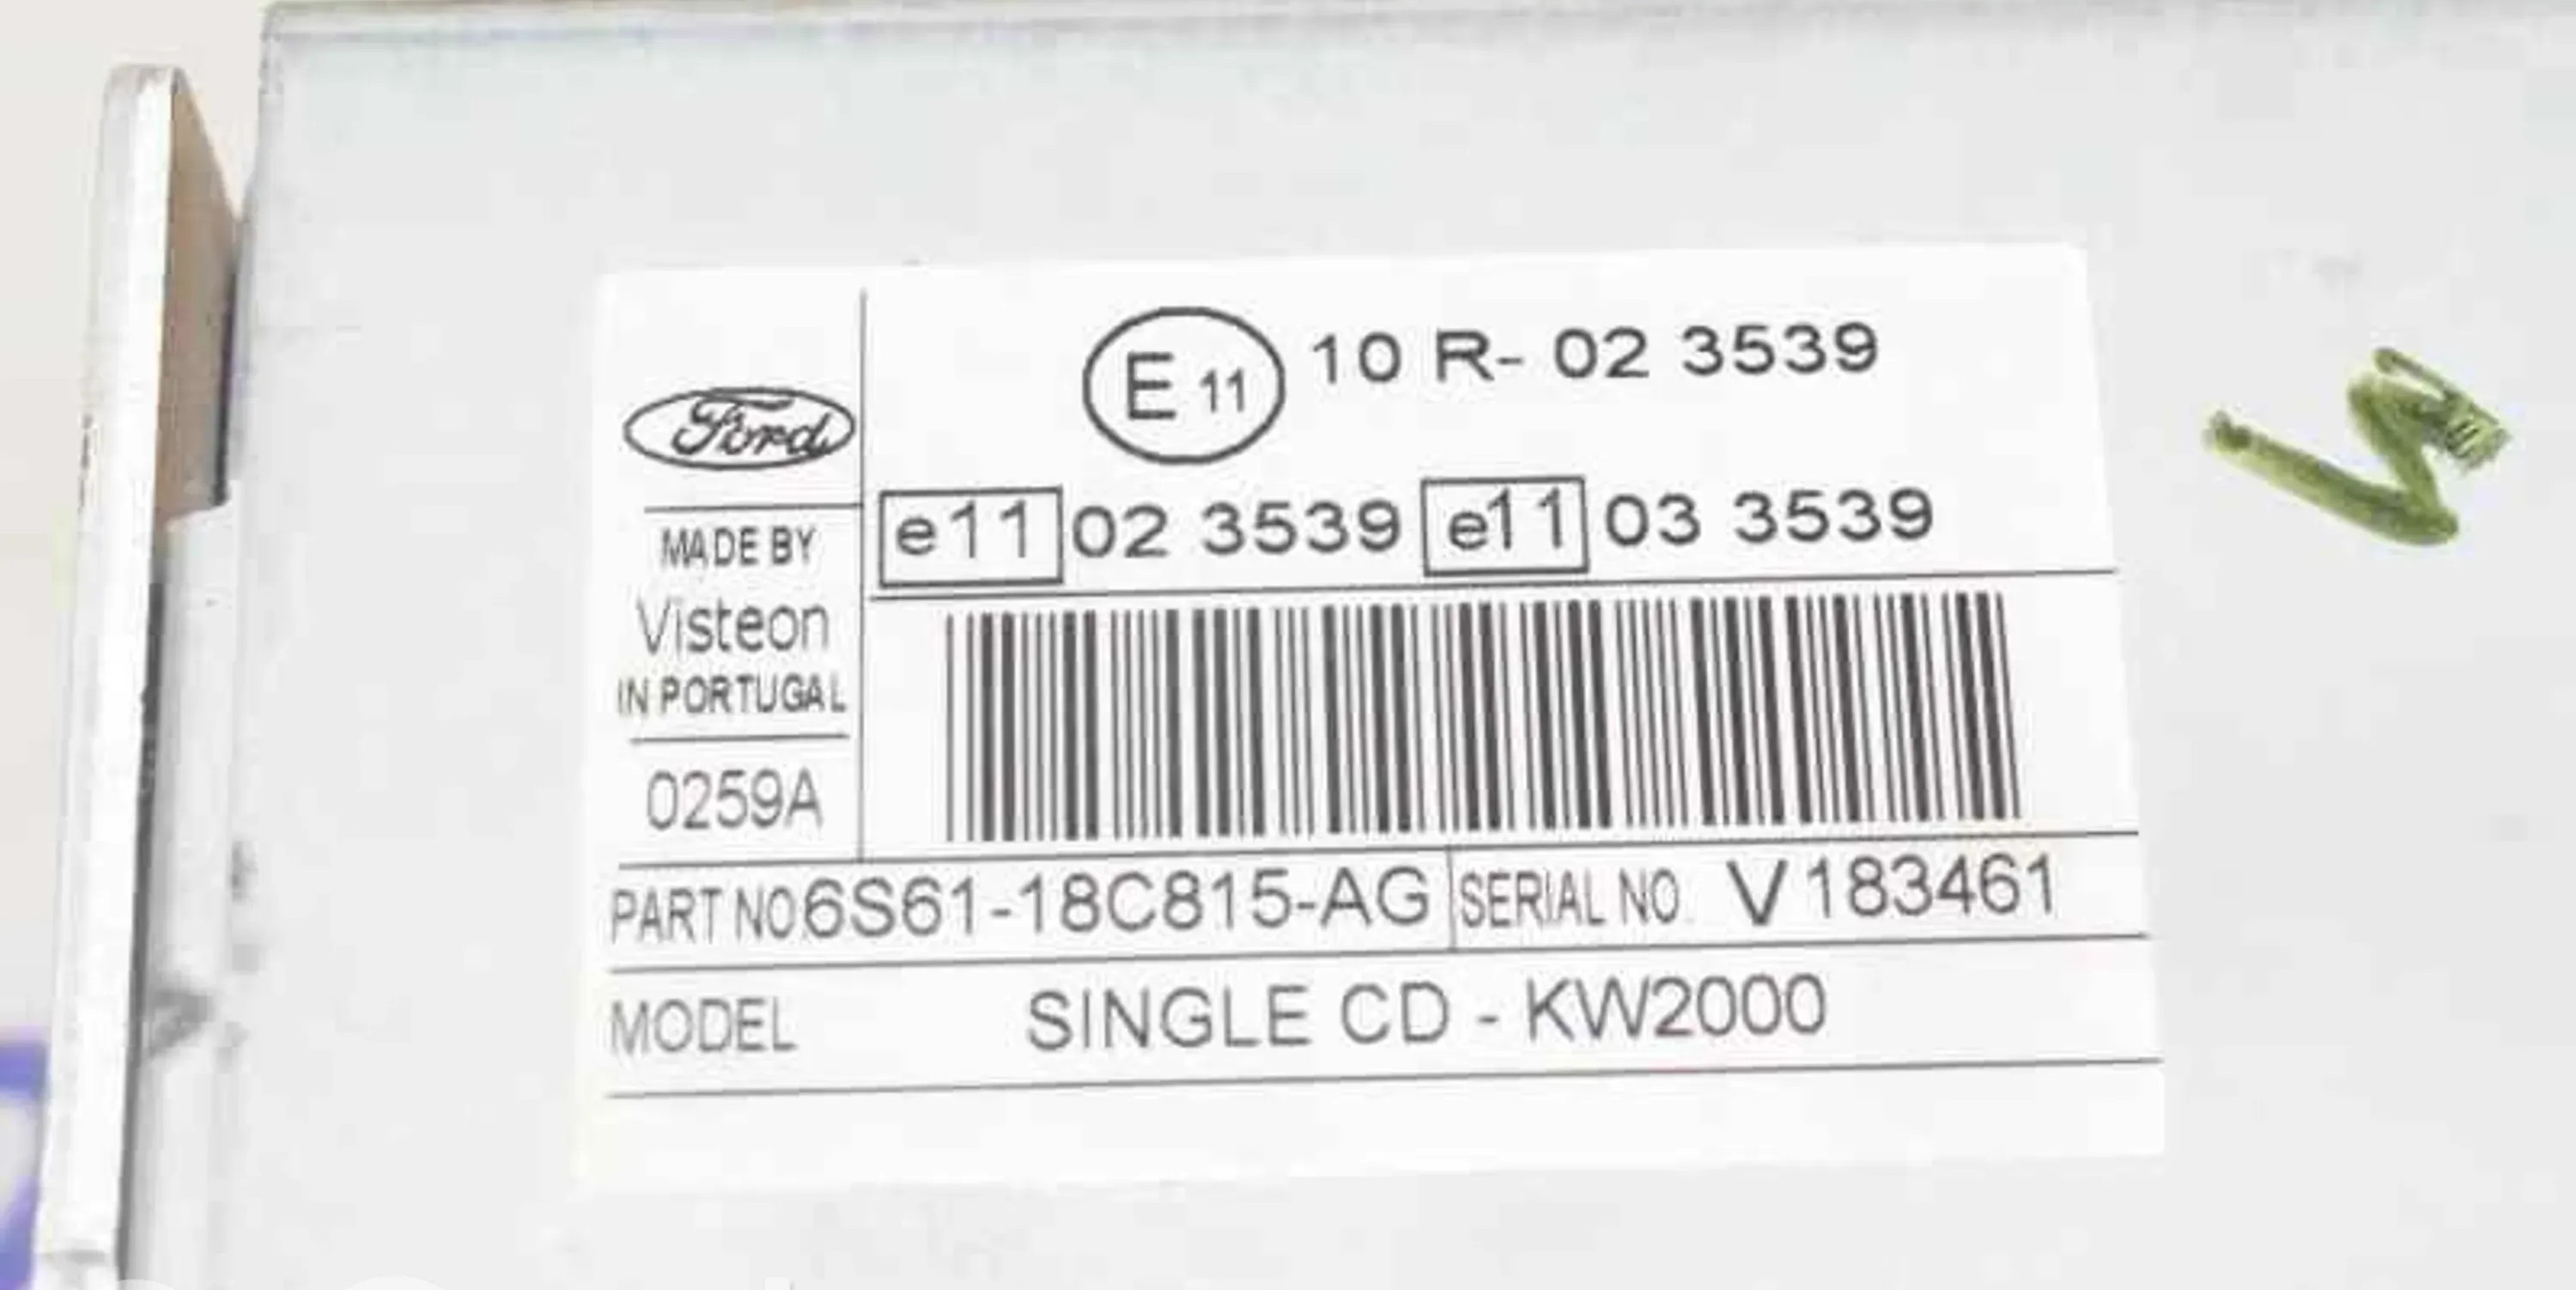 Ford
E 11 10 R- 02 3539
e11 02 3539 e11 03 3539
MADE BY
Visteon
IN PORTUGAL
0259A
PART NO. 6S61-18C815-AG SERIAL NO. V183461
MODEL SINGLE CD - KW2000